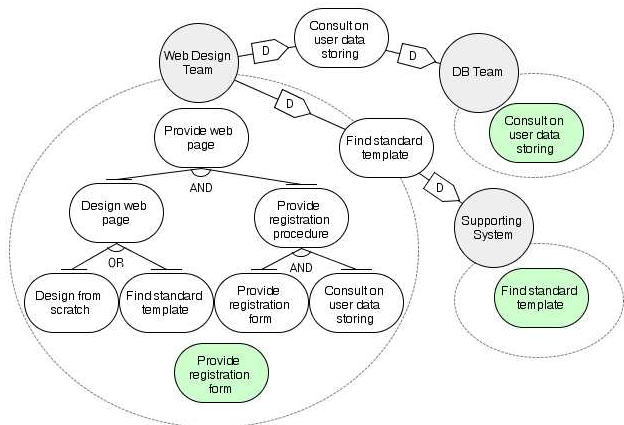 Consult on
user data
storing
D
D
Web Design
Team
DB Team
D
Consult on
user data
storing
Provide web
page
Find standard
template
AND
D
Design web
page
Provide
registration
procedure
Supporting
System
OR
AND
Design from
scratch
Find standard
template
Provide
registration
form
Consult on
user data
storing
Find standard
template
Provide
registration
form